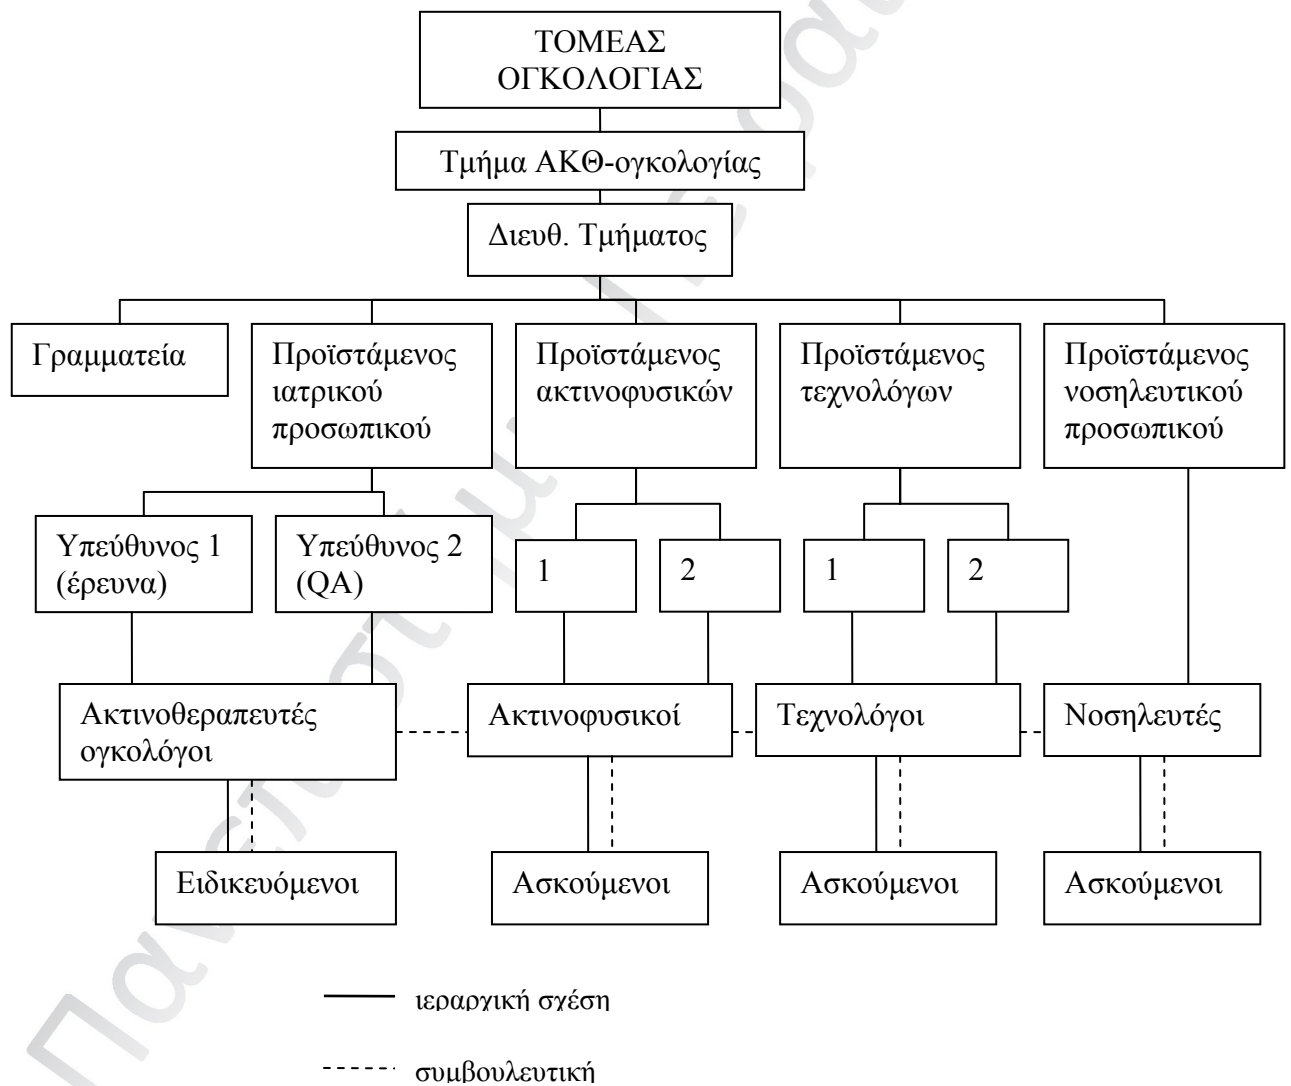 ΤΟΜΕΑΣ
ΟΓΚΟΛΟΓΙΑΣ
Τμήμα ΑΚΘ-ογκολογίας
Διευθ. Τμήματος
Γραμματεία
Προϊστάμενος
ιατρικού
προσωπικού
Προϊστάμενος
ακτινοφυσικών
Προϊστάμενος
τεχνολόγων
Προϊστάμενος
νοσηλευτικού
προσωπικού
Υπεύθυνος 1
(έρευνα)
Υπεύθυνος 2
(QA)
1
2
1
2
Ακτινοθεραπευτές
ογκολόγοι
Ακτινοφυσικοί
Τεχνολόγοι
Νοσηλευτές
Ειδικευόμενοι
Ασκούμενοι
Ασκούμενοι
Ασκούμενοι
ιεραρχική σχέση
συμβουλευτική